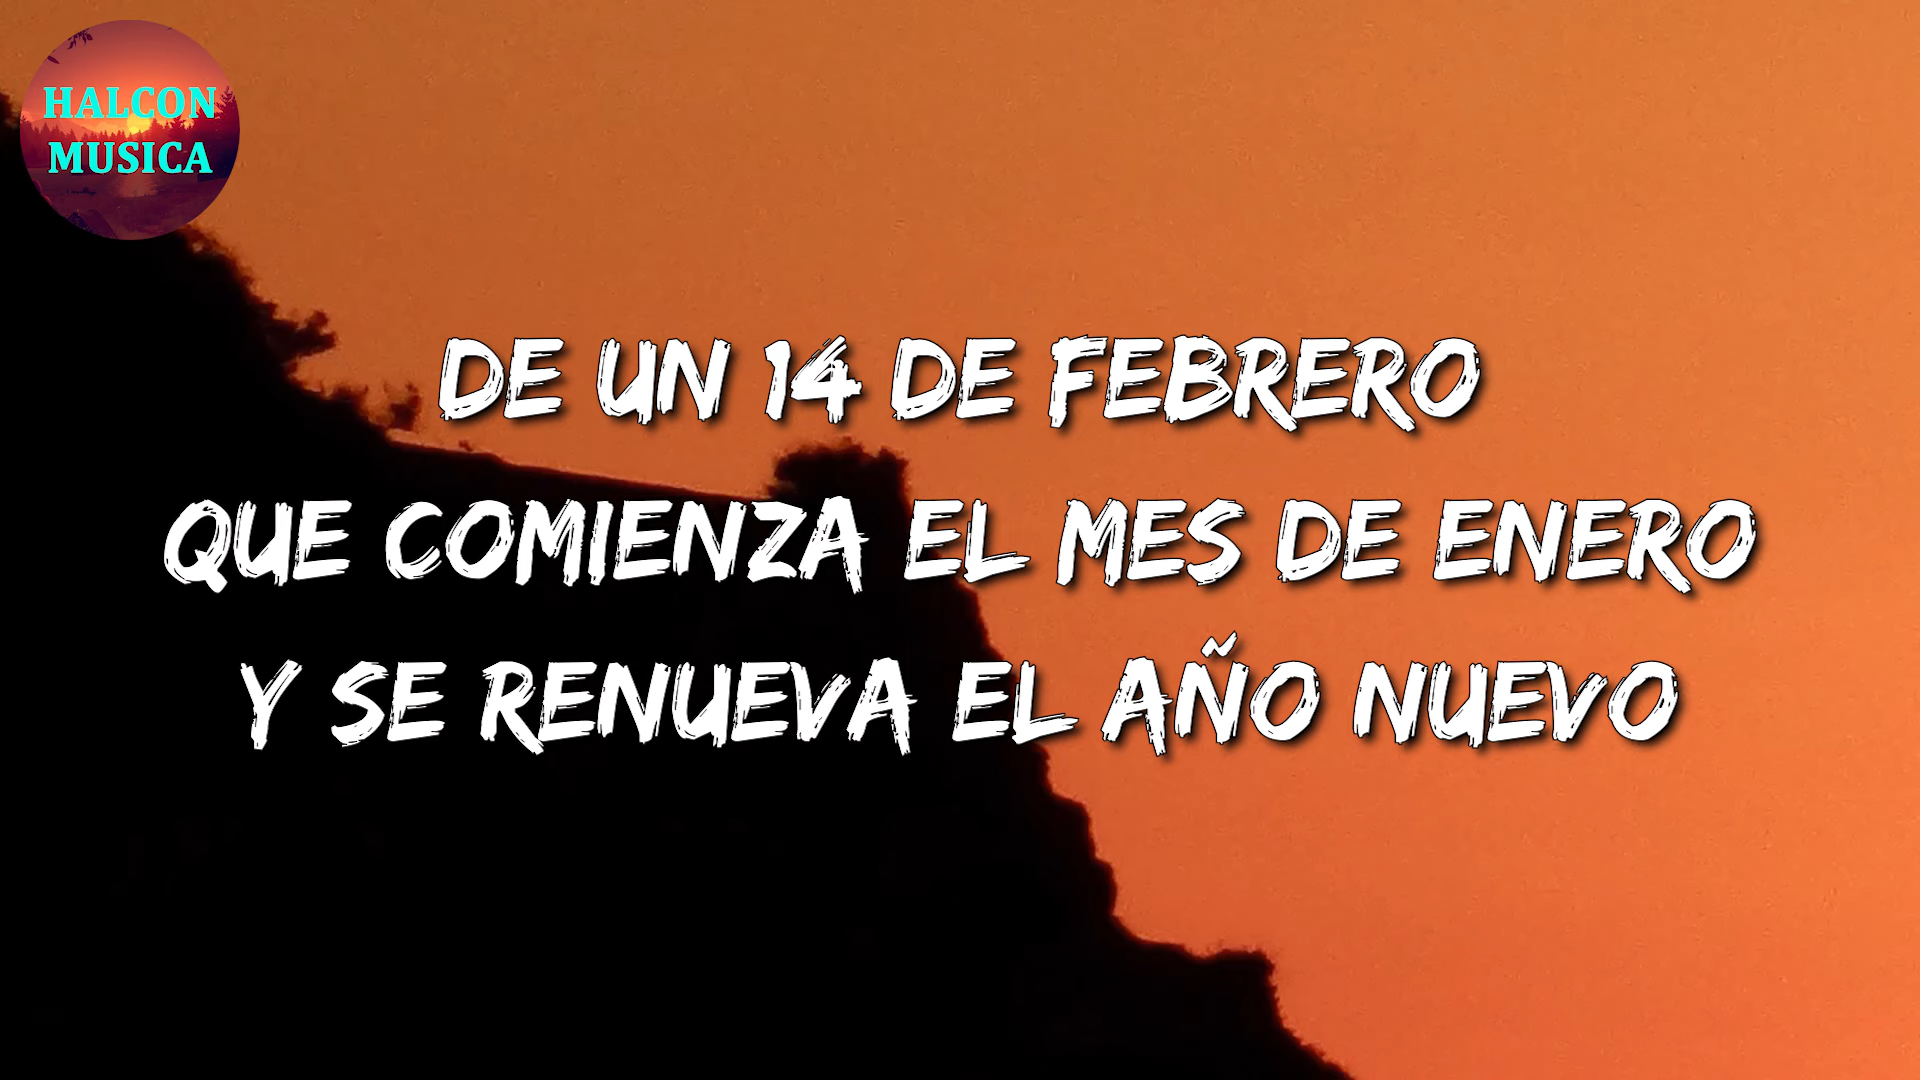 HALCON
MUSICA
DE UN 14 DE FEBRERO
QUE COMIENZA EL MES DE ENERO
Y SE RENUEVA EL AÑO NUEVO